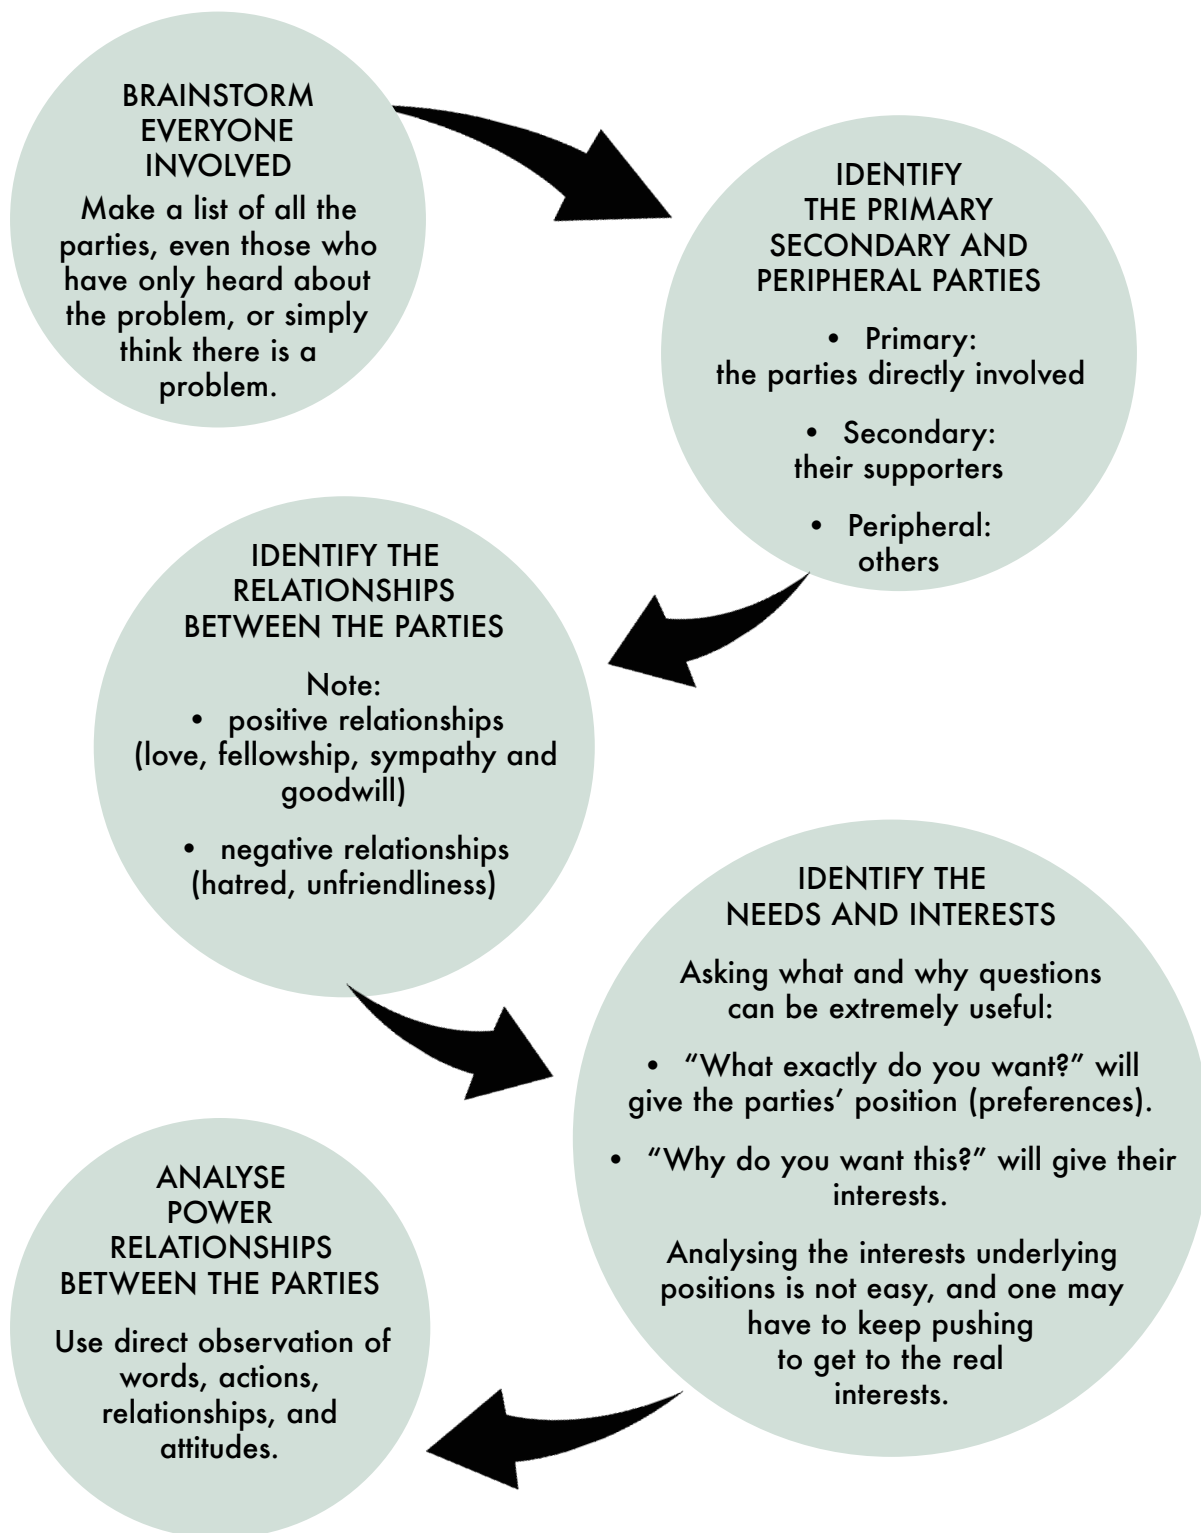 BRAINSTORM
EVERYONE
INVOLVED
Make a list of all the
parties, even those who
have only heard about
the problem, or simply
think there is a
problem.
IDENTIFY
THE PRIMARY
SECONDARY AND
PERIPHERAL PARTIES
• Primary:
the parties directly involved
• Secondary:
their supporters
• Peripheral:
others
IDENTIFY THE
RELATIONSHIPS
BETWEEN THE PARTIES
Note:
• positive relationships
(love, fellowship, sympathy and
goodwill)
• negative relationships
(hatred, unfriendliness)
IDENTIFY THE
NEEDS AND INTERESTS
Asking what and why questions
can be extremely useful:
• “What exactly do you want?” will
give the parties’ position (preferences).
• “Why do you want this?” will give their
interests.
Analysing the interests underlying
positions is not easy, and one may
have to keep pushing
to get to the real
interests.
ANALYSE
POWER
RELATIONSHIPS
BETWEEN THE PARTIES
Use direct observation of
words, actions,
relationships, and
attitudes.